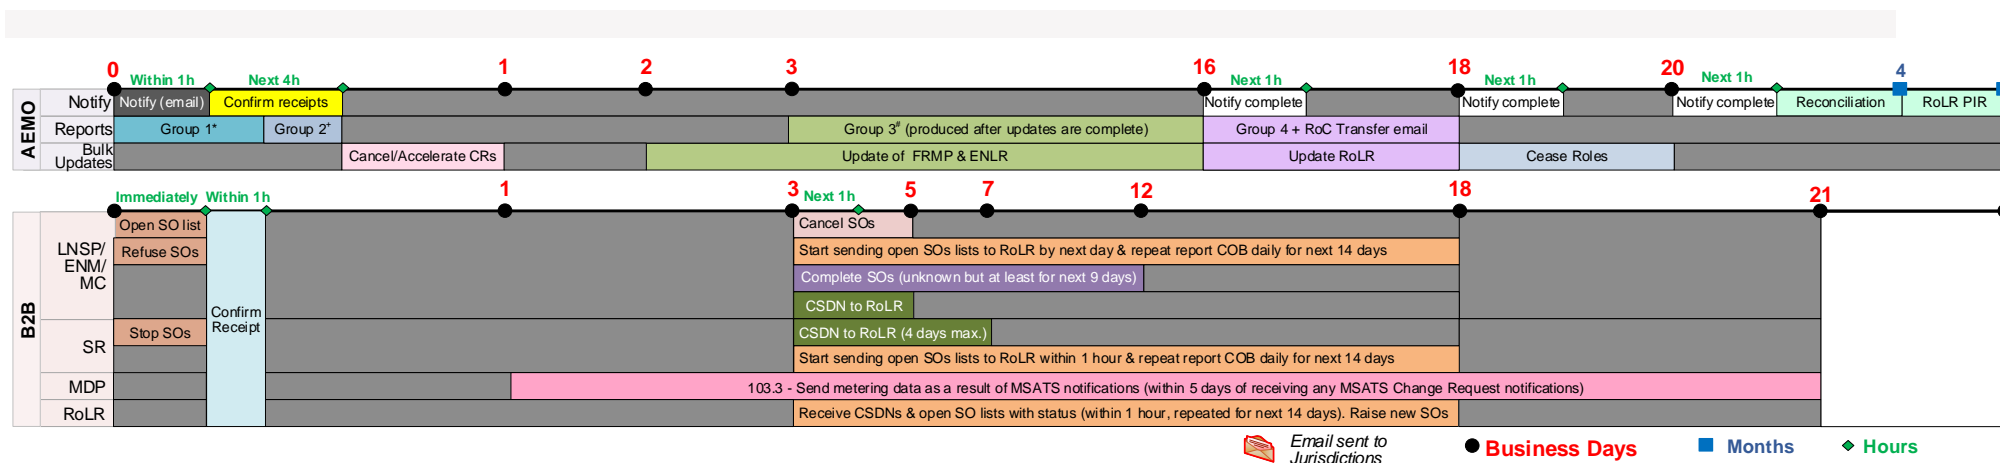 0 1 2 3 16 18 20 4
Within 1h Next 4h Next 1h Next 1h Next 1h
AEMO
Notify Notify (email) Confirm receipts Notify complete Notify complete Notify complete Reconciliation RoLR PIR
Reports Group 1* Group 2+ Group 3# (produced after updates are complete) Group 4 + RoC Transfer email
Bulk Updates Cancel/Accelerate CRs Update of FRMP & ENLR Update RoLR Cease Roles
1 3 5 7 12 18 21
Immediately Within 1h Next 1h
B2B
LNSP/
ENM/
MC
Open SO list Cancel SOs
Refuse SOs Start sending open SOs lists to RoLR by next day & repeat report COB daily for next 14 days
Complete SOs (unknown but at least for next 9 days)
CSDN to RoLR
Confirm
Receipt
SR
Stop SOs CSDN to RoLR (4 days max.)
Start sending open SOs lists to RoLR within 1 hour & repeat report COB daily for next 14 days
MDP 103.3 - Send metering data as a result of MSATS notifications (within 5 days of receiving any MSATS Change Request notifications)
RoLR Receive CSDNs & open SO lists with status (within 1 hour, repeated for next 14 days). Raise new SOs
Email sent to
Jurisdictions
Business Days Months Hours